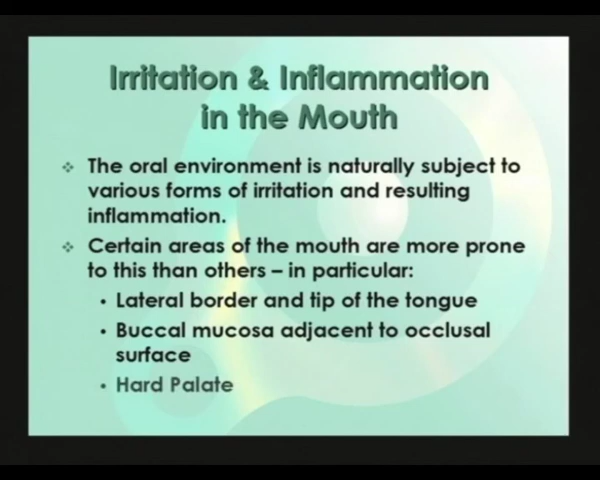 Irritation & Inflammation
in the Mouth
The oral environment is naturally subject to
various forms of irritation and resulting
inflammation.
Certain areas of the mouth are more prone
to this than others – in particular:
• Lateral border and tip of the tongue
• Buccal mucosa adjacent to occlusal
surface
• Hard Palate